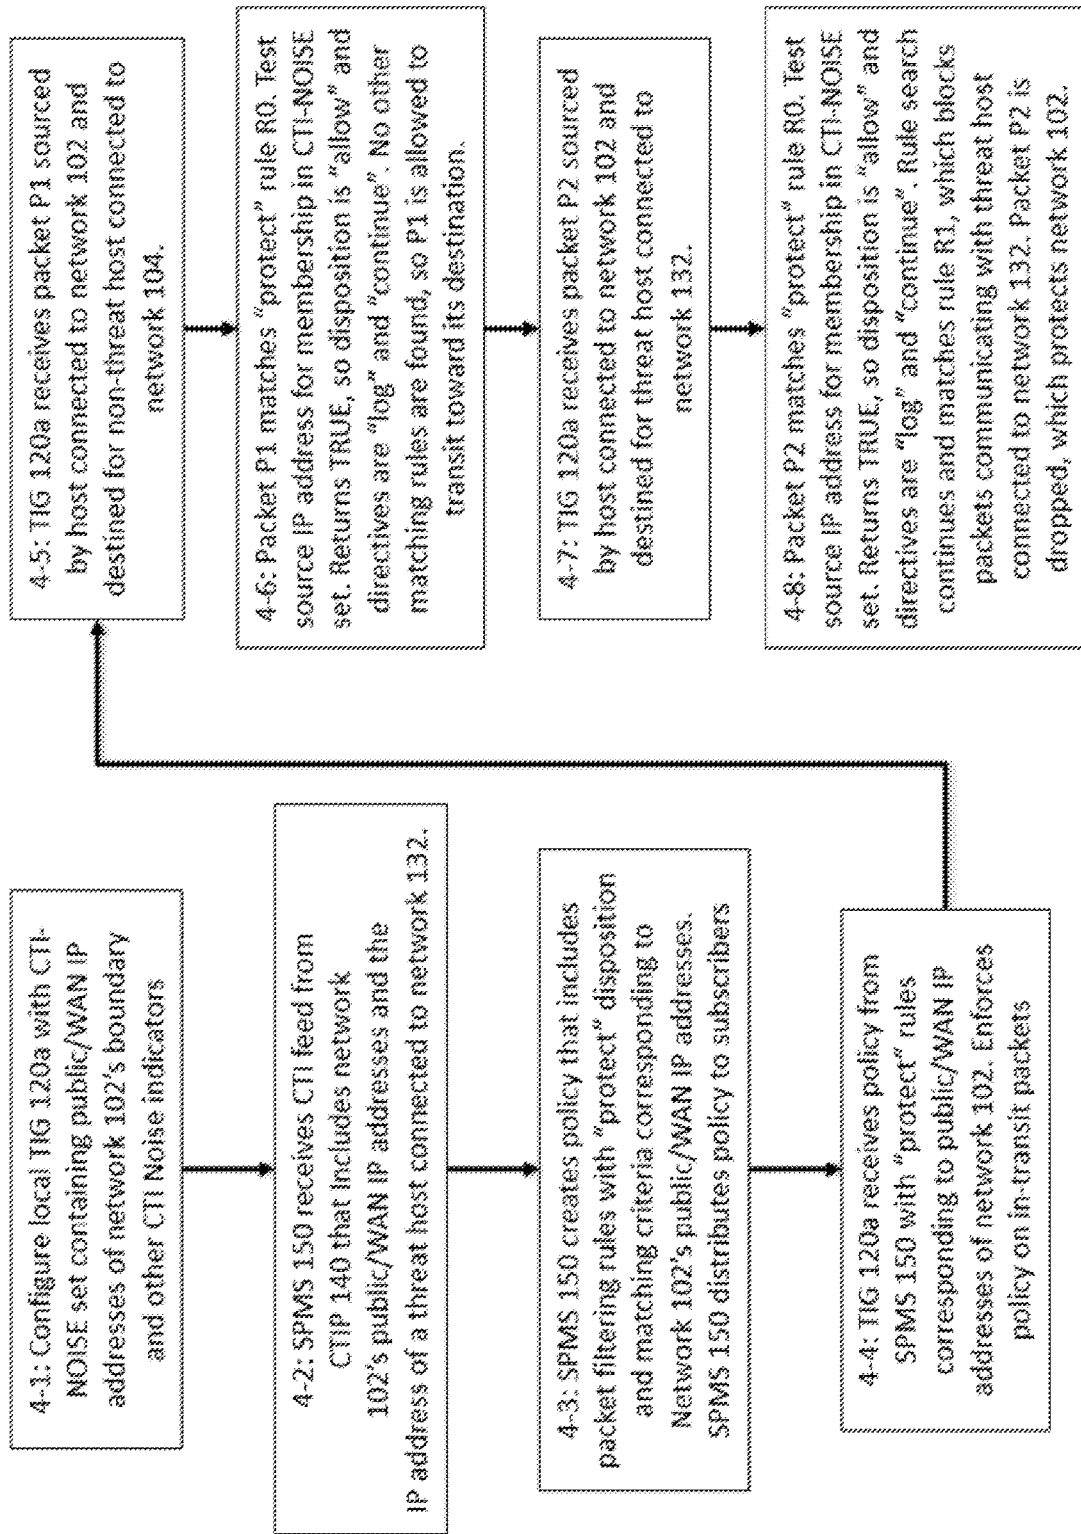 4-1: Configure local TIG 120a with CTI-
NOISE set containing public/WAN IP
addresses of network 102's boundary
and other CTI Noise indicators
4-2: SPMS 150 receives CTI feed from
CTIP 140 that includes network
102's public/WAN IP addresses and the
IP address of a threat host connected to network 132.
4-3: SPMS 150 creates policy that includes
packet filtering rules with "protect" disposition
and matching criteria corresponding to
Network 102's public/WAN IP addresses.
SPMS 150 distributes policy to subscribers
4-4: TIG 120a receives policy from
SPMS 150 with "protect" rules
corresponding to public/WAN IP
addresses of network 102. Enforces
policy on in-transit packets
4-5: TIG 120a receives packet P1 sourced
by host connected to network 102 and
destined for non-threat host connected to
network 104.
4-6: Packet P1 matches "protect" rule R0. Test
source IP address for membership in CTI-NOISE
set. Returns TRUE, so disposition is "allow" and
directives are "log" and "continue". No other
matching rules are found, so P1 is allowed to
transit toward its destination.
4-7: TIG 120a receives packet P2 sourced
by host connected to network 102 and
destined for threat host connected to
network 132.
4-8: Packet P2 matches "protect" rule R0. Test
source IP address for membership in CTI-NOISE
set. Returns TRUE, so disposition is "allow" and
directives are "log" and "continue". Rule search
continues and matches rule R1, which blocks
packets communicating with threat host
connected to network 132. Packet P2 is
dropped, which protects network 102.